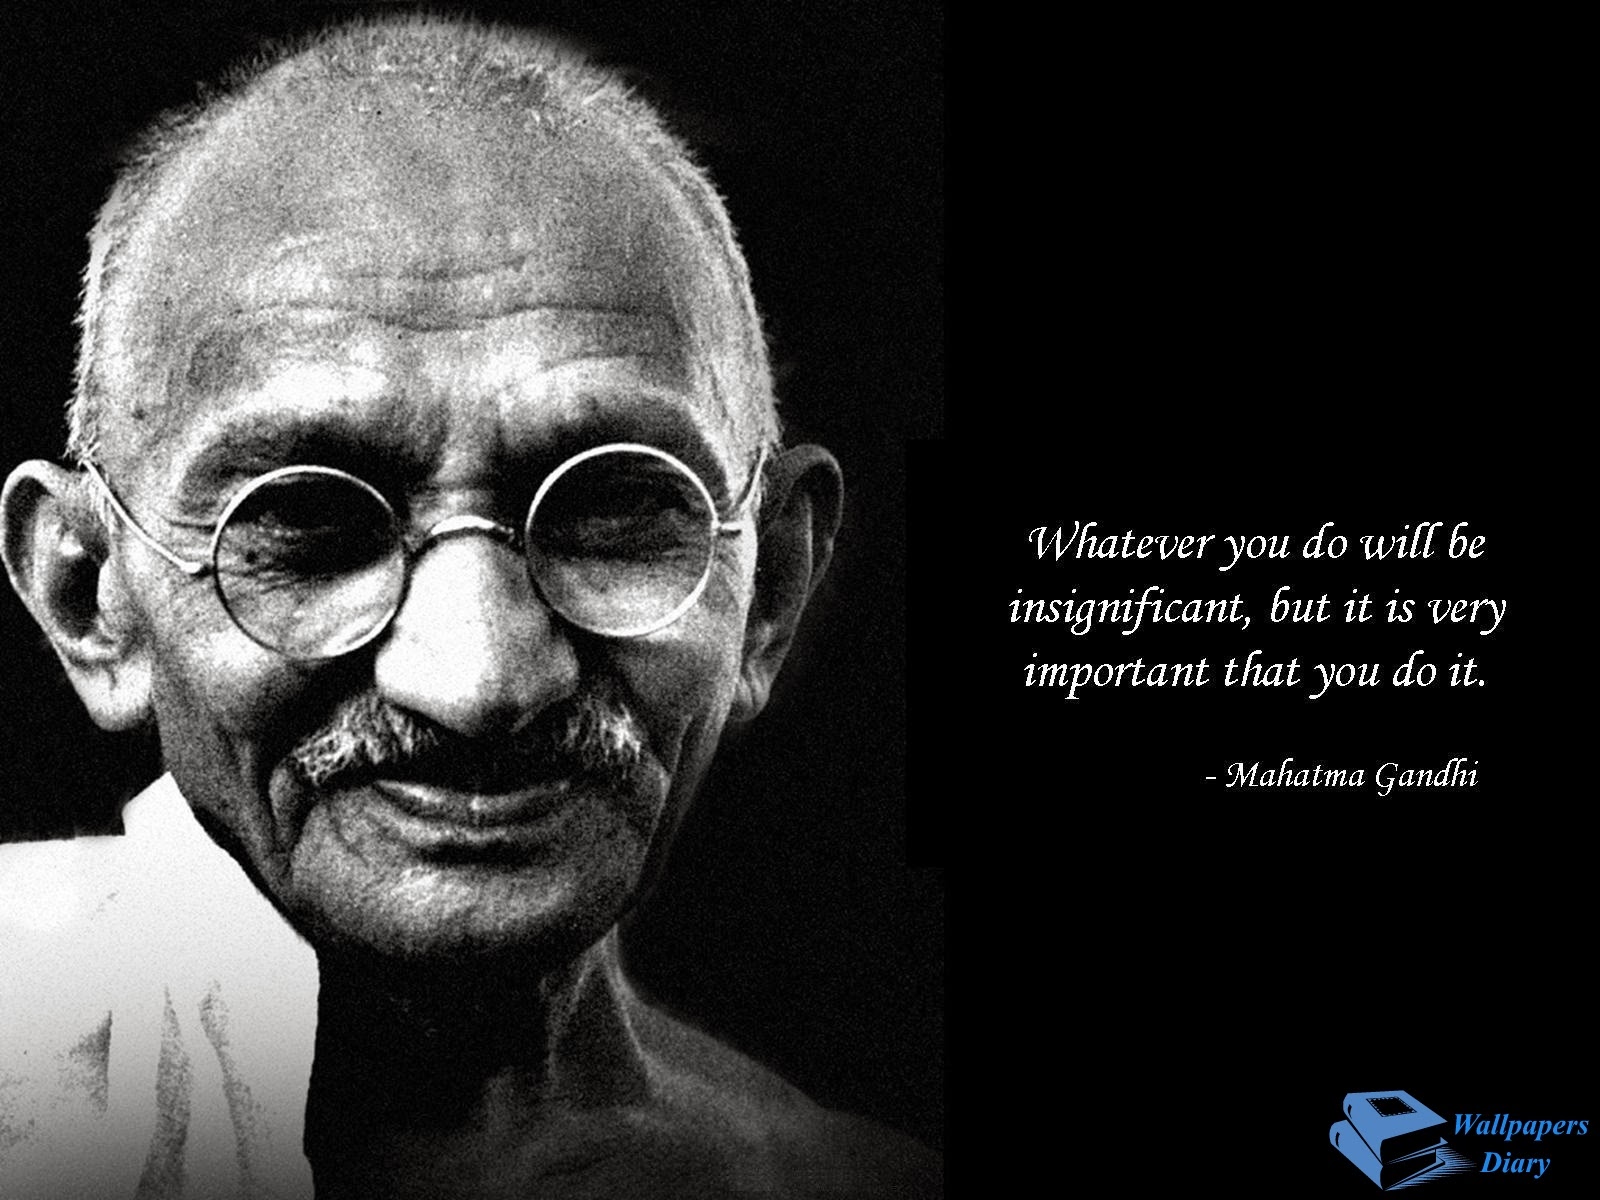 Whatever you do will be
insignificant, but it is very
important that you do it.
- Mahatma Gandhi
Wallpapers
Diary